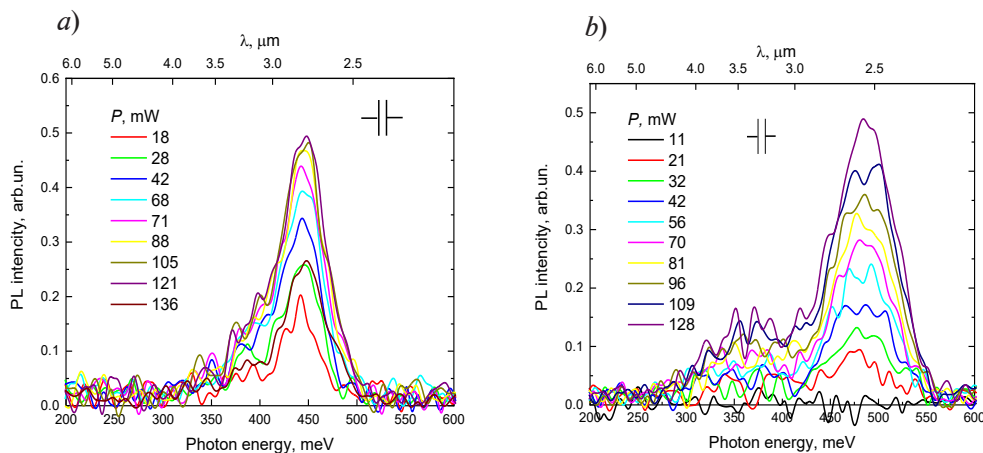 a)
λ, μm
6.0 5.0 4.0 3.5 3.0 2.5
0.6
0.5
0.4
0.3
0.2
0.1
0.0
PL intencity, arb.un.
P, mW
18
28
42
68
71
88
105
121
136
200 250 300 350 400 450 500 550 600
Photon energy, meV
b)
λ, μm
6.0 5.0 4.0 3.5 3.0 2.5
0.5
0.4
0.3
0.2
0.1
0.0
PL intencity, arb.un.
P, mW
11
21
32
42
56
70
81
96
109
128
200 250 300 350 400 450 500 550 600
Photon energy, meV